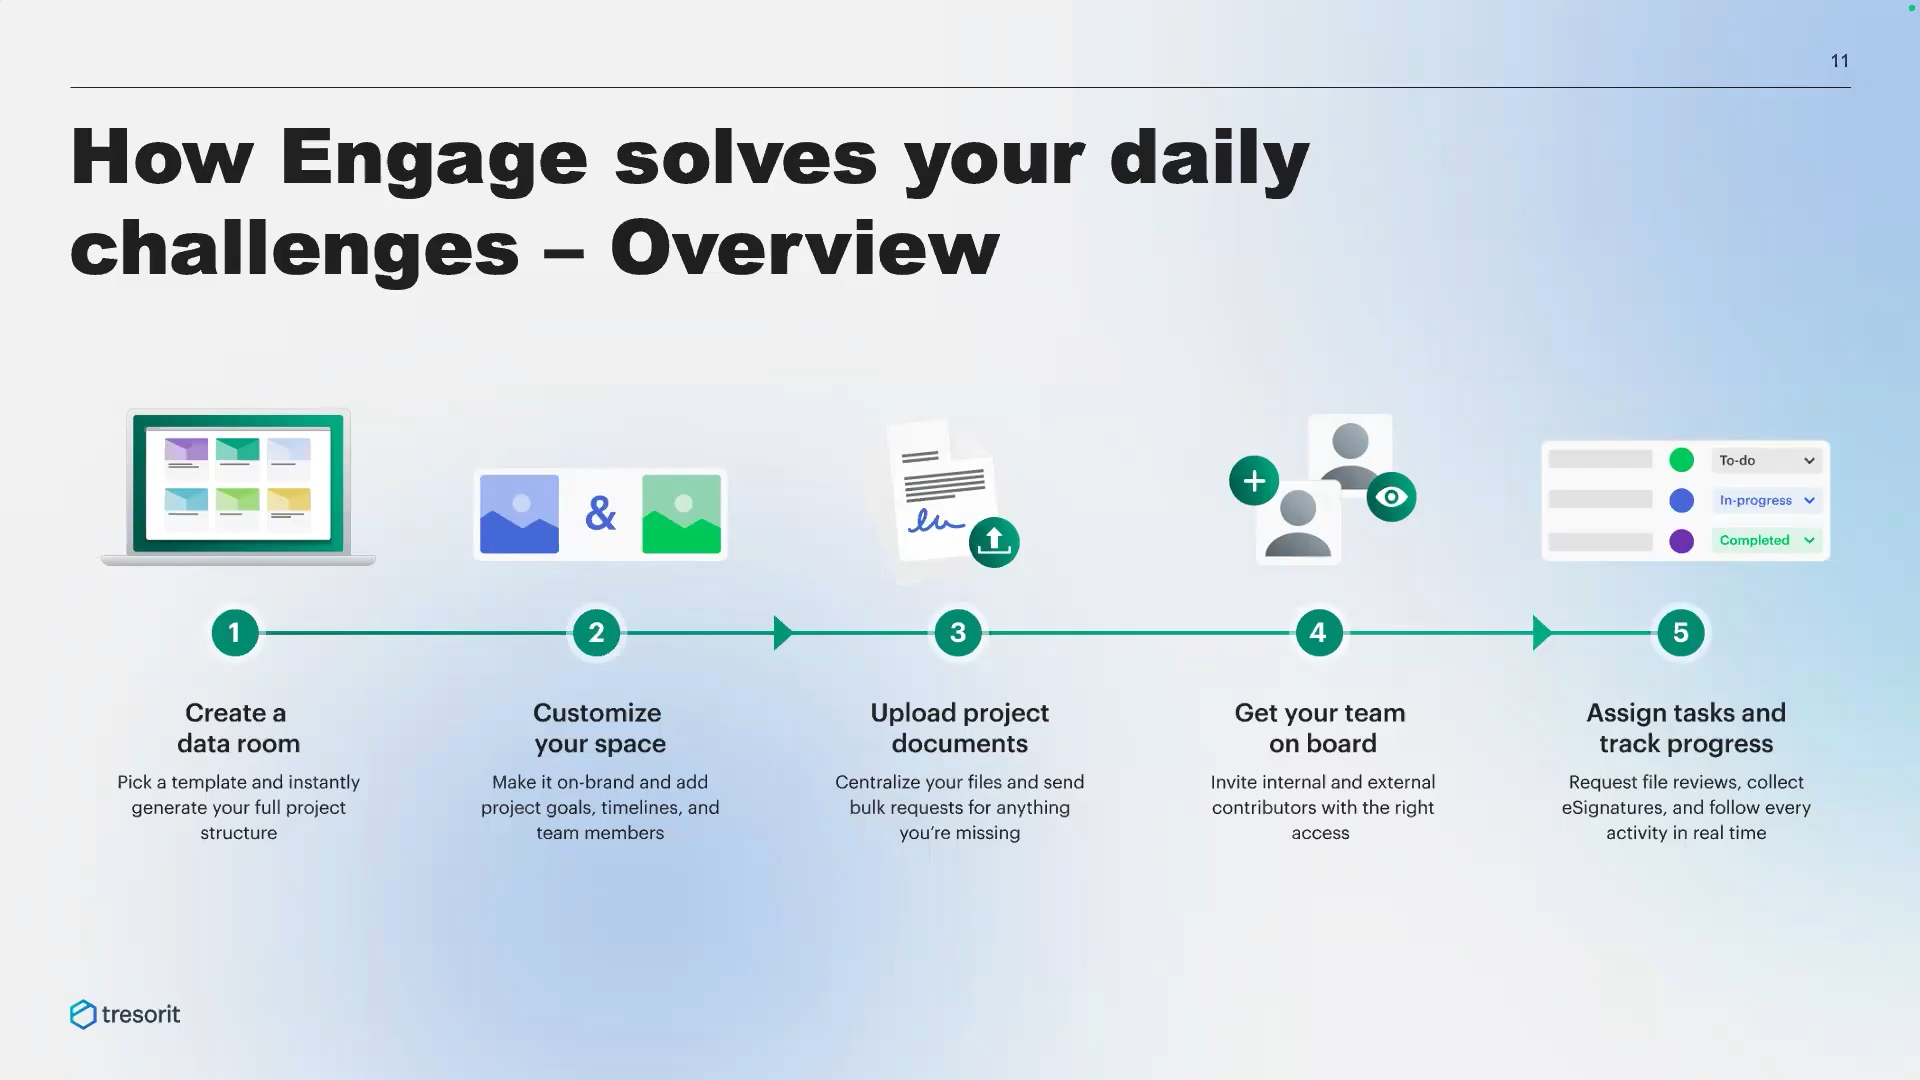 11
How Engage solves your daily
challenges – Overview
&
To-do
In-progress
Completed
1
2
3
4
5
Create a
data room
Pick a template and instantly
generate your full project
structure
Customize
your space
Make it on-brand and add
project goals, timelines, and
team members
Upload project
documents
Centralize your files and send
bulk requests for anything
you're missing
Get your team
on board
Invite internal and external
contributors with the right
access
Assign tasks and
track progress
Request file reviews, collect
eSignatures, and follow every
activity in real time
tresorit